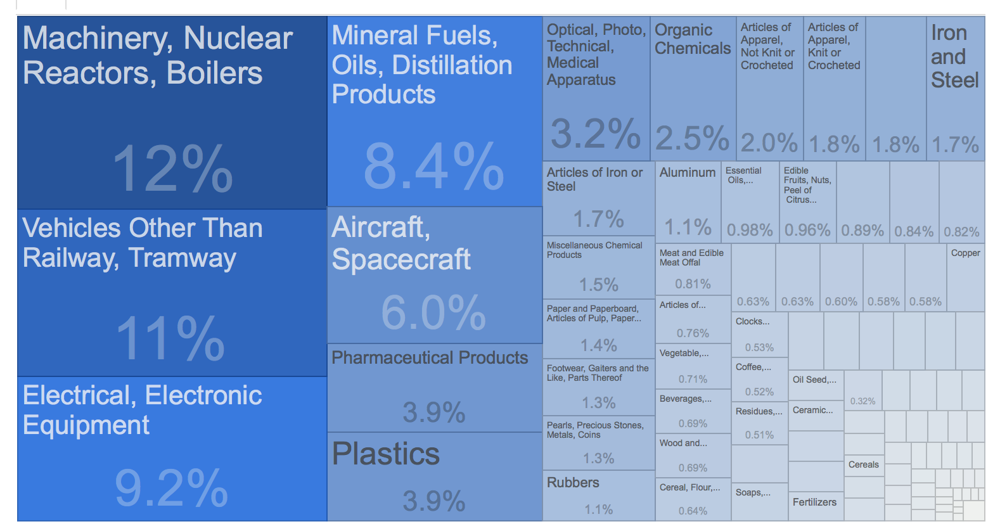 Machinery, Nuclear
Reactors, Boilers
12%
Vehicles Other Than
Railway, Tramway
11%
Electrical, Electronic
Equipment
9.2%
Mineral Fuels,
Oils, Distillation
Products
8.4%
Aircraft,
Spacecraft
6.0%
Pharmaceutical Products
3.9%
Plastics
3.9%
Optical, Photo,
Technical,
Medical
Apparatus
3.2%
Organic
Chemicals
2.5%
Articles of
Apparel,
Not Knit or
Crocheted
2.0%
Articles of
Apparel,
Knit or
Crocheted
1.8%
1.8%
Iron
and
Steel
1.7%
Articles of Iron or
Steel
1.7%
Miscellaneous Chemical
Products
1.5%
Paper and Paperboard,
Articles of Pulp, Paper...
1.4%
Footwear, Gaiters and the
Like, Parts Thereof
1.3%
Pearls, Precious Stones,
Metals, Coins
1.3%
Rubbers
1.1%
Aluminum
1.1%
Essential
Oils,...
0.98%
Edible
Fruits, Nuts,
Peel of
Citrus...
0.96%
0.89%
0.84%
0.82%
Meat and Edible
Meat Offal
0.81%
Articles of...
0.76%
Vegetable,...
0.71%
Beverages,...
0.69%
Wood and...
0.69%
Cereal, Flour,...
0.64%
0.63%
0.63%
0.60%
0.58%
0.58%
Copper
Clocks...
0.53%
Coffee,...
0.52%
Residues,...
0.51%
Soaps,...
Oil Seed,...
Ceramic...
Fertilizers
0.32%
Cereals